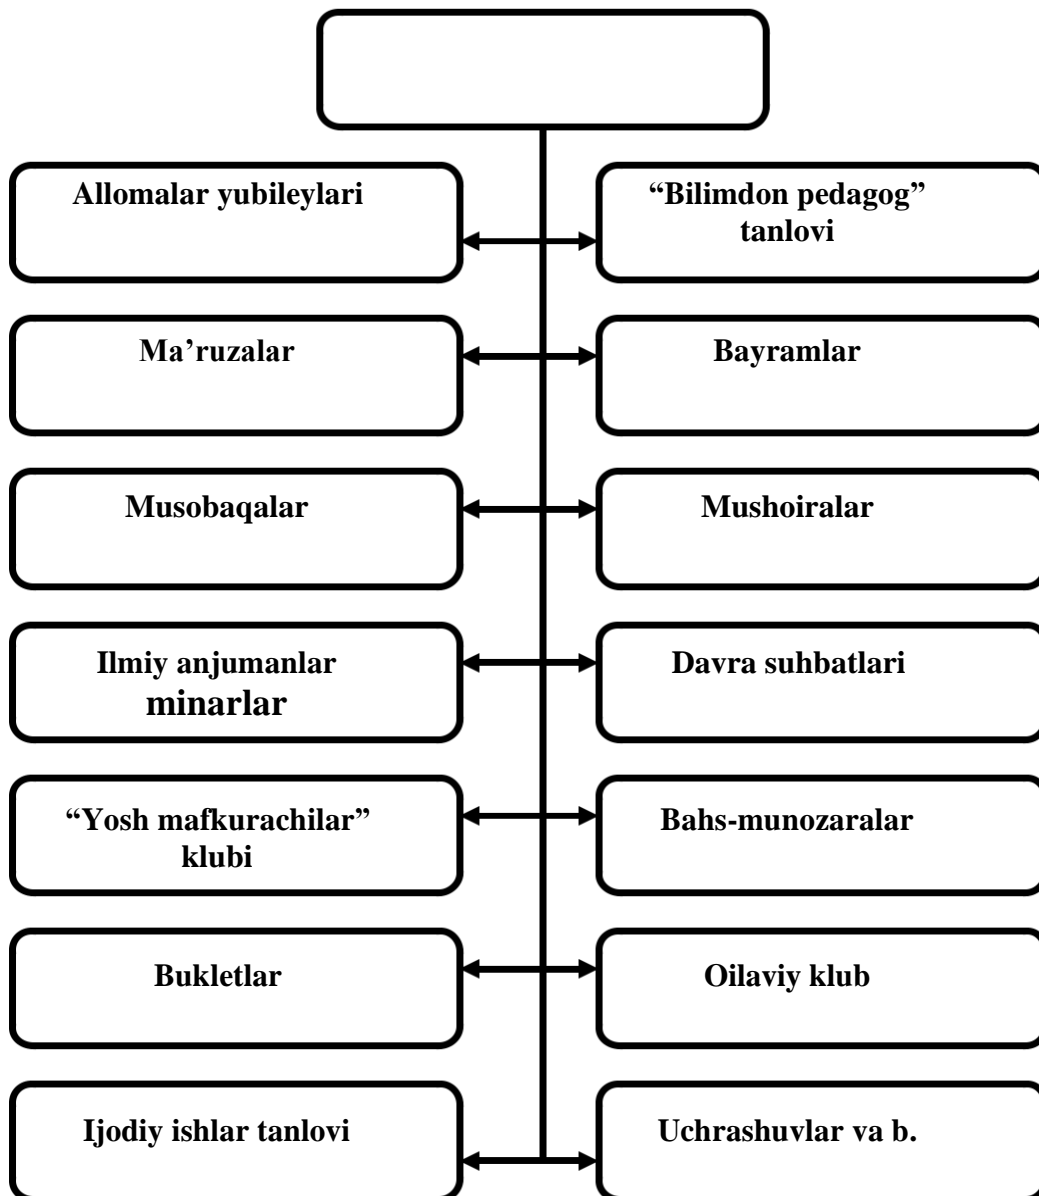 Allomalar yubileylari
“Bilimdon pedagog”
tanlovi
Ma’ruzalar
Bayramlar
Musobaqalar
Mushoiralar
Ilmiy anjumanlar
minarlar
Davra suhbatlari
“Yosh mafkurachilar”
klubi
Bahs-munozaralar
Bukletlar
Oilaviy klub
Ijodiy ishlar tanlovi
Uchrashuvlar va b.